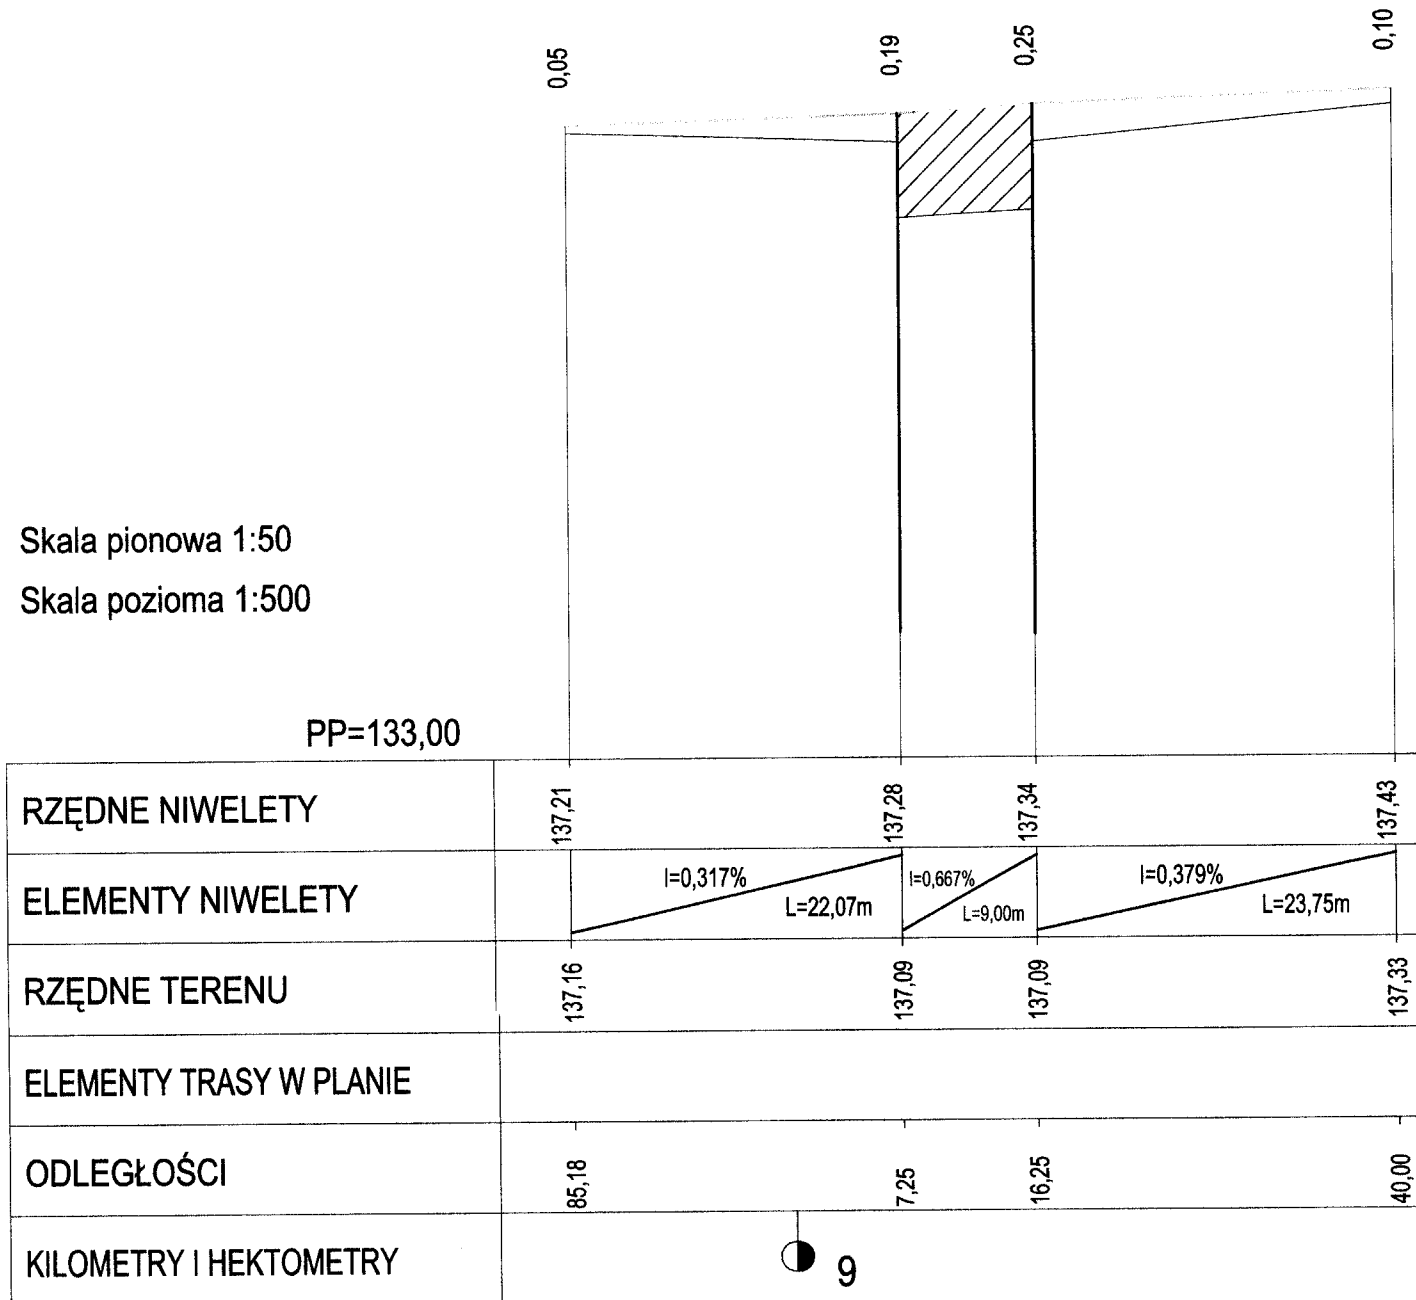 0,05 0,19 0,25 0,10
Skala pionowa 1:50
Skala pozioma 1:500
PP=133,00
RZĘDNE NIWELETY 137,21 137,28 137,34 137,43
ELEMENTY NIWELETY I=0,317% L=22,07m I=0,667% L=9,00m I=0,379% L=23,75m
RZĘDNE TERENU 137,16 137,09 137,09 137,33
ELEMENTY TRASY W PLANIE
ODLEGŁOŚCI 85,18 7,25 16,25 40,00
KILOMETRY I HEKTOMETRY 9